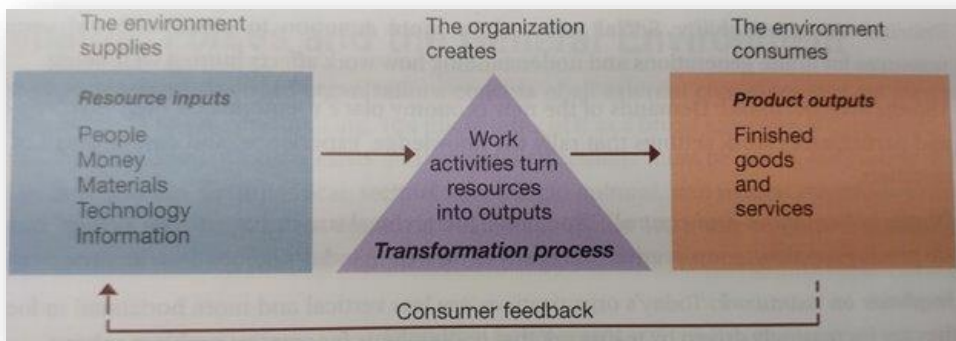 The environment
supplies
Resource inputs
People
Money
Materials
Technology
Information
The organization
creates
Work
activities turn
resources
into outputs
Transformation process
The environment
consumes
Product outputs
Finished
goods
and
services
Consumer feedback